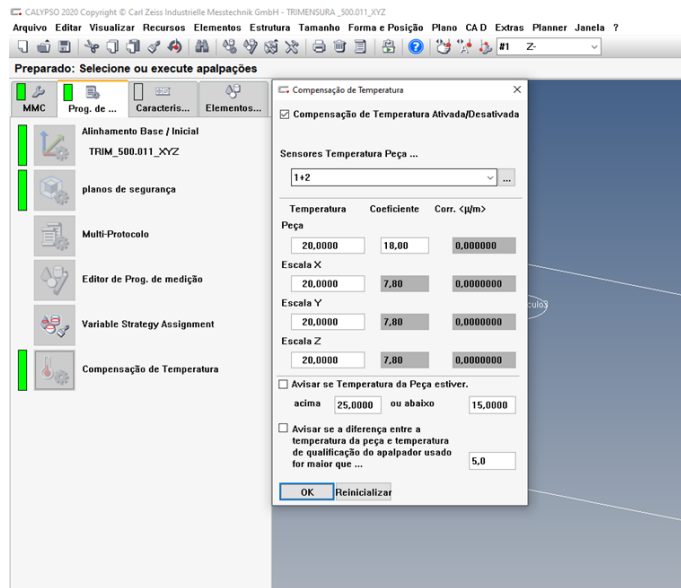 CALYPSO 2020 Copyright © Carl Zeiss Industrielle Messtechnik GmbH - TRIMENSURA _500.011_XYZ
Arquivo Editar Visualizar Recursos Elementos Estrutura Tamanho Forma e Posição Plano CAD Extras Planner Janela ?
#1 Z-
Preparado: Selecione ou execute apalpações
MMC Prog. de ... Caracteris... Elementos...
Alinhamento Base / Inicial
TRIM_500.011_XYZ
planos de segurança
Multi-Protocolo
Editor de Prog. de medição
Variable Strategy Assignment
Compensação de Temperatura
Compensação de Temperatura
Compensação de Temperatura Ativada/Desativada
Sensores Temperatura Peça ...
1+2 ...
Temperatura Coeficiente Corr. <µ/m>
Peça
20,0000 18,00 0,000000
Escala X
20,0000 7,80 0,000000
Escala Y
20,0000 7,80 0,000000
Escala Z
20,0000 7,80 0,000000
Avisar se Temperatura da Peça estiver.
acima 25,0000 ou abaixo 15,0000
Avisar se a diferença entre a
temperatura da peça e temperatura
de qualificação do apalpador usado
for maior que ... 5,0
OK Reinicializar
culo3